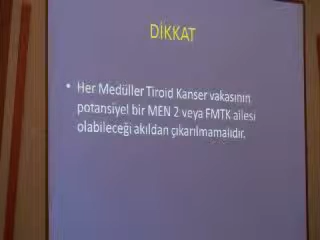 DİKKAT
• Her Medüller Tiroid Kanser vakasının
potansiyel bir MEN 2 veya FMTK ailesi
olabileceği akıldan çıkarılmamalıdır.